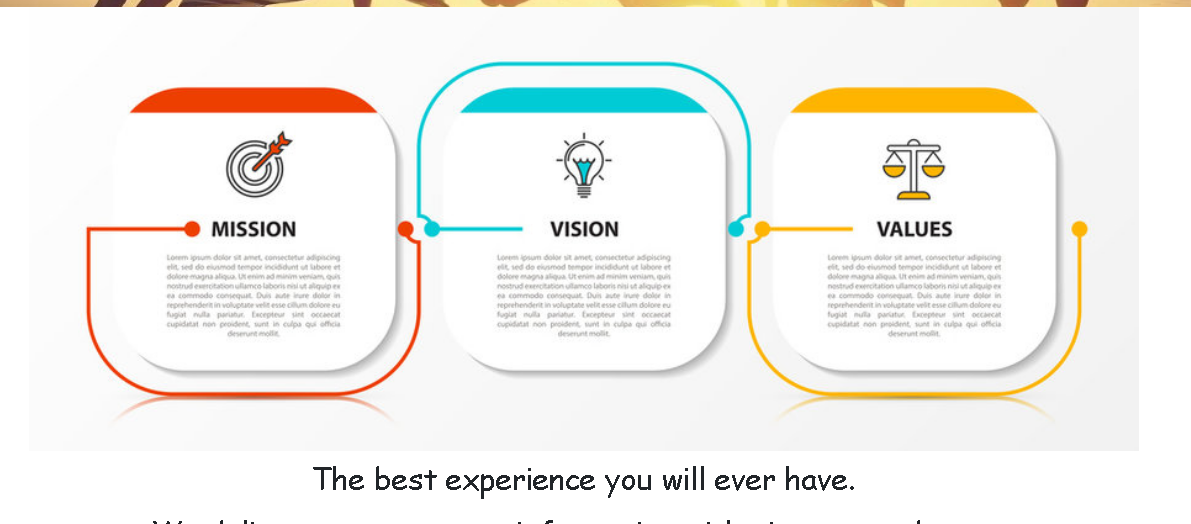 MISSION
Lorem ipsum dolor sit amet, consectetur adipiscing
elit, sed do eiusmod tempor incididunt ut labore et
dolore magna aliqua. Ut enim ad minim veniam, quis
nostrud exercitation ullamco laboris nisi ut aliquip ex
ea commodo consequat. Duis aute irure dolor in
reprehenderit in voluptate velit esse cillum dolore eu
fugiat nulla pariatur. Excepteur sint occaecat
cupidatat non proident, sunt in culpa qui officia
deserunt mollit.
VISION
Lorem ipsum dolor sit amet, consectetur adipiscing
elit, sed do eiusmod tempor incididunt ut labore et
dolore magna aliqua. Ut enim ad minim veniam, quis
nostrud exercitation ullamco laboris nisi ut aliquip ex
ea commodo consequat. Duis aute irure dolor in
reprehenderit in voluptate velit esse cillum dolore eu
fugiat nulla pariatur. Excepteur sint occaecat
cupidatat non proident, sunt in culpa qui officia
deserunt mollit.
VALUES
Lorem ipsum dolor sit amet, consectetur adipiscing
elit, sed do eiusmod tempor incididunt ut labore et
dolore magna aliqua. Ut enim ad minim veniam, quis
nostrud exercitation ullamco laboris nisi ut aliquip ex
ea commodo consequat. Duis aute irure dolor in
reprehenderit in voluptate velit esse cillum dolore eu
fugiat nulla pariatur. Excepteur sint occaecat
cupidatat non proident, sunt in culpa qui officia
deserunt mollit.
The best experience you will ever have.